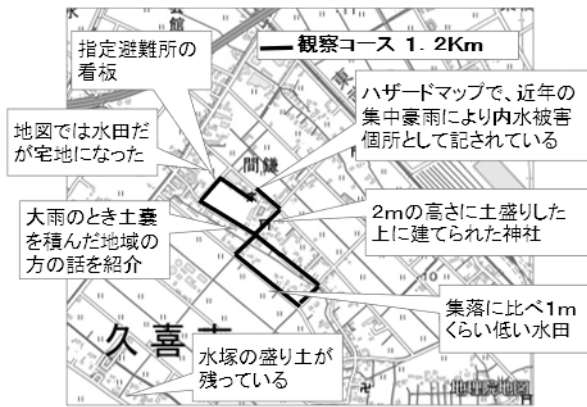 会館
指定避難所の
看板
観察コース 1. 2Km
ハザードマップで、近年の
集中豪雨により内水被害
個所として記されている
地図では水田だ
が宅地になった
間鎌
大雨のとき土嚢
を積んだ地域の
方の話を紹介
2mの高さに土盛りした
上に建てられた神社
集落に比べ1m
くらい低い水田
10
久喜市
水塚の盛り土が
残っている
地理院地図